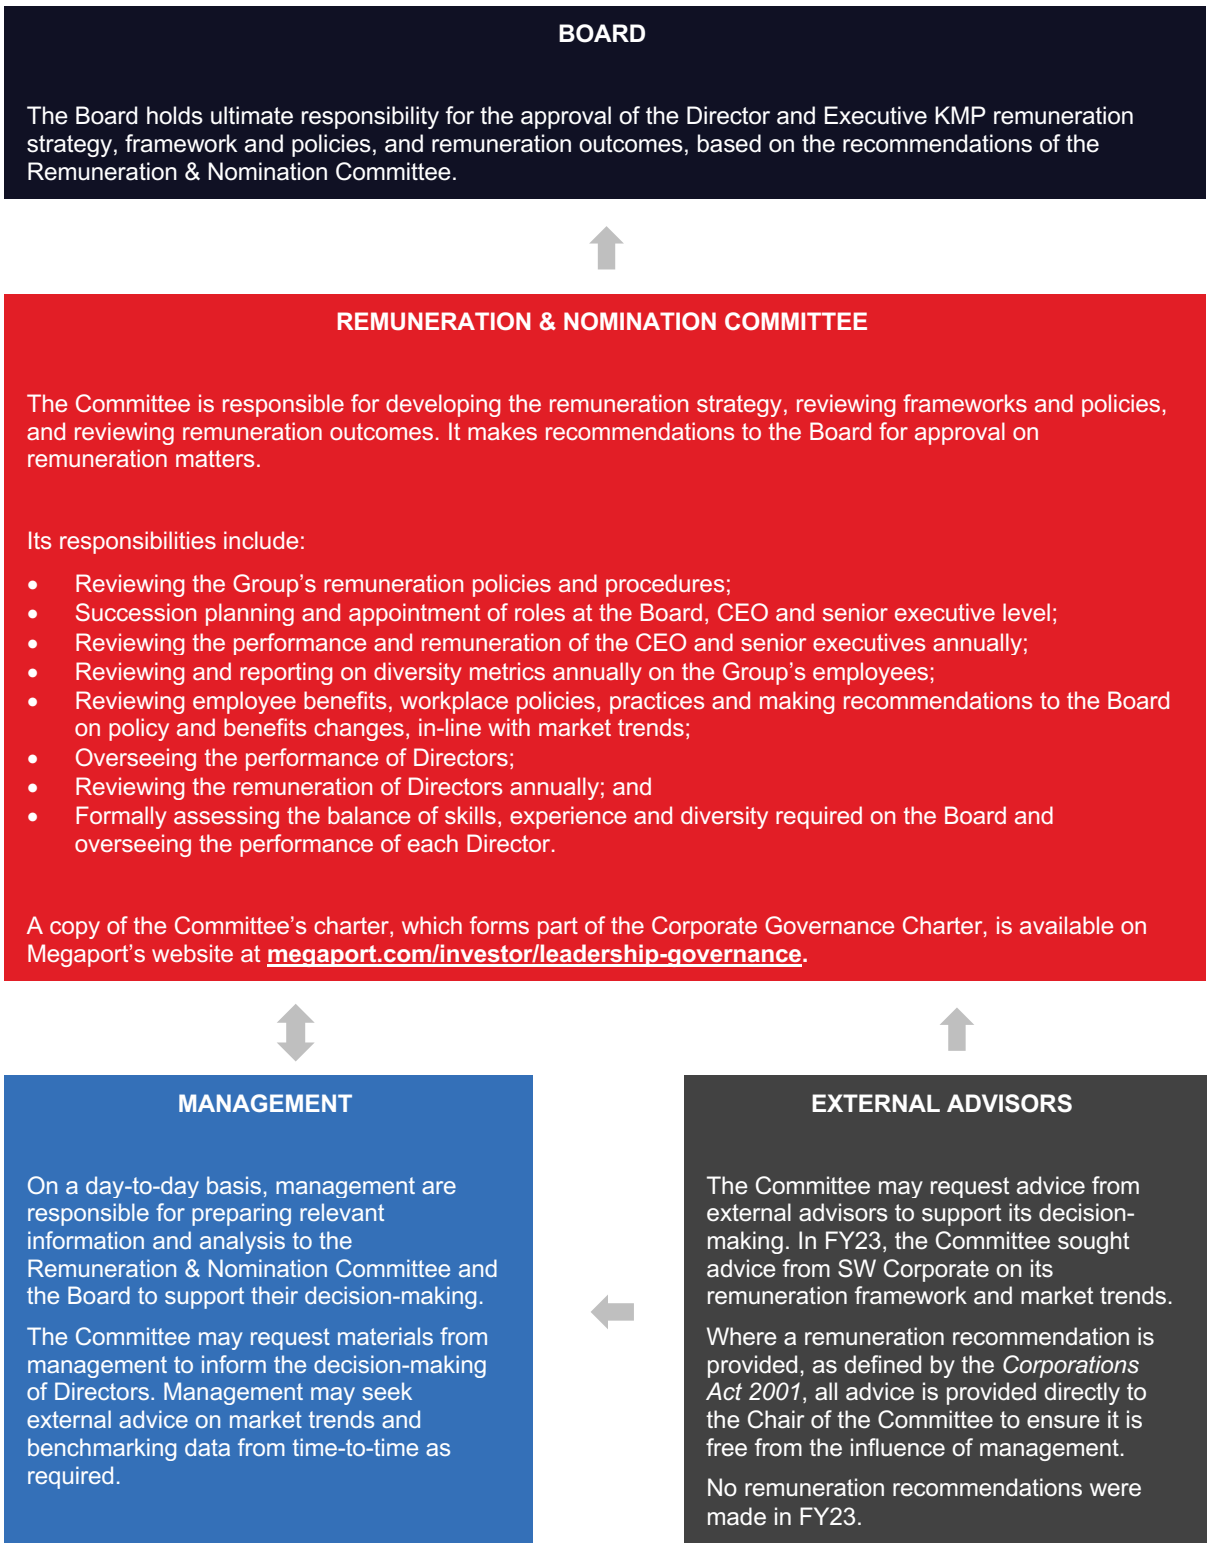 BOARD
The Board holds ultimate responsibility for the approval of the Director and Executive KMP remuneration
strategy, framework and policies, and remuneration outcomes, based on the recommendations of the
Remuneration & Nomination Committee.
REMUNERATION & NOMINATION COMMITTEE
The Committee is responsible for developing the remuneration strategy, reviewing frameworks and policies,
and reviewing remuneration outcomes. It makes recommendations to the Board for approval on
remuneration matters.
Its responsibilities include:
• Reviewing the Group’s remuneration policies and procedures;
• Succession planning and appointment of roles at the Board, CEO and senior executive level;
• Reviewing the performance and remuneration of the CEO and senior executives annually;
• Reviewing and reporting on diversity metrics annually on the Group’s employees;
• Reviewing employee benefits, workplace policies, practices and making recommendations to the Board
on policy and benefits changes, in-line with market trends;
• Overseeing the performance of Directors;
• Reviewing the remuneration of Directors annually; and
• Formally assessing the balance of skills, experience and diversity required on the Board and
overseeing the performance of each Director.
A copy of the Committee’s charter, which forms part of the Corporate Governance Charter, is available on
Megaport’s website at megaport.com/investor/leadership-governance.
MANAGEMENT
On a day-to-day basis, management are
responsible for preparing relevant
information and analysis to the
Remuneration & Nomination Committee and
the Board to support their decision-making.
The Committee may request materials from
management to inform the decision-making
of Directors. Management may seek
external advice on market trends and
benchmarking data from time-to-time as
required.
EXTERNAL ADVISORS
The Committee may request advice from
external advisors to support its decision-
making. In FY23, the Committee sought
advice from SW Corporate on its
remuneration framework and market trends.
Where a remuneration recommendation is
provided, as defined by the Corporations
Act 2001, all advice is provided directly to
the Chair of the Committee to ensure it is
free from the influence of management.
No remuneration recommendations were
made in FY23.